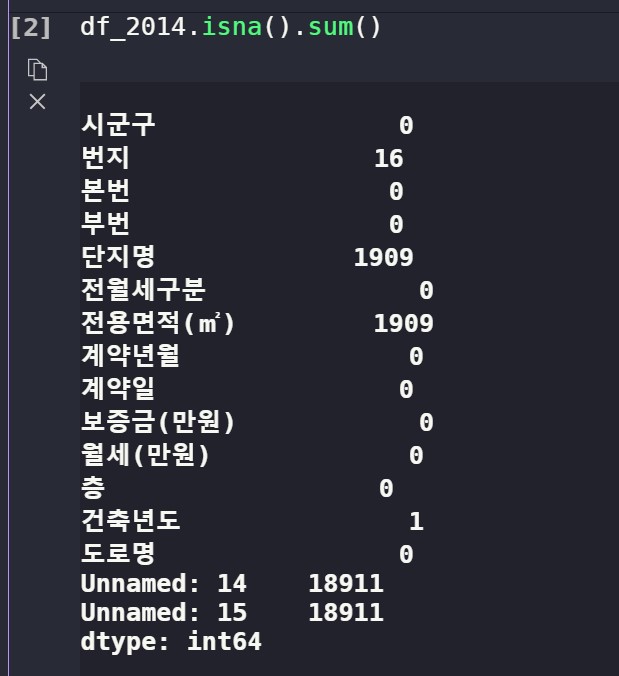 [2] df_2014.isna().sum()
시군구 0
번지 16
본번 0
부번 0
단지명 1909
전월세구분 0
전용면적(㎡) 1909
계약년월 0
계약일 0
보증금(만원) 0
월세(만원) 0
층 0
건축년도 1
도로명 0
Unnamed: 14 18911
Unnamed: 15 18911
dtype: int64